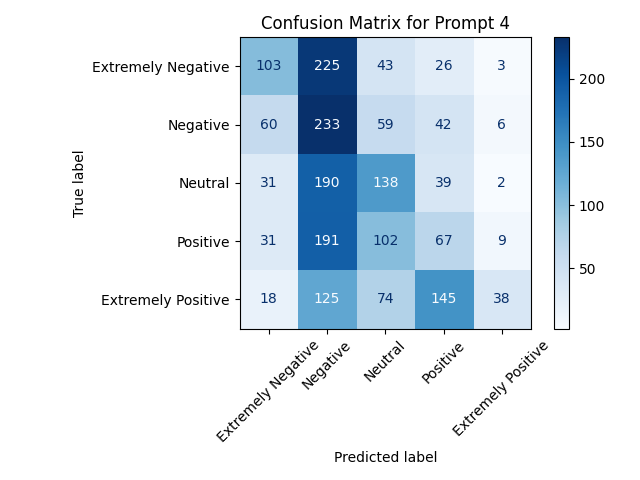 Confusion Matrix for Prompt 4
True label
Extremely Negative 103 225 43 26 3
Negative 60 233 59 42 6
Neutral 31 190 138 39 2
Positive 31 191 102 67 9
Extremely Positive 18 125 74 145 38
Extremely Negative Negative Neutral Positive Extremely Positive
Predicted label
200
150
100
50